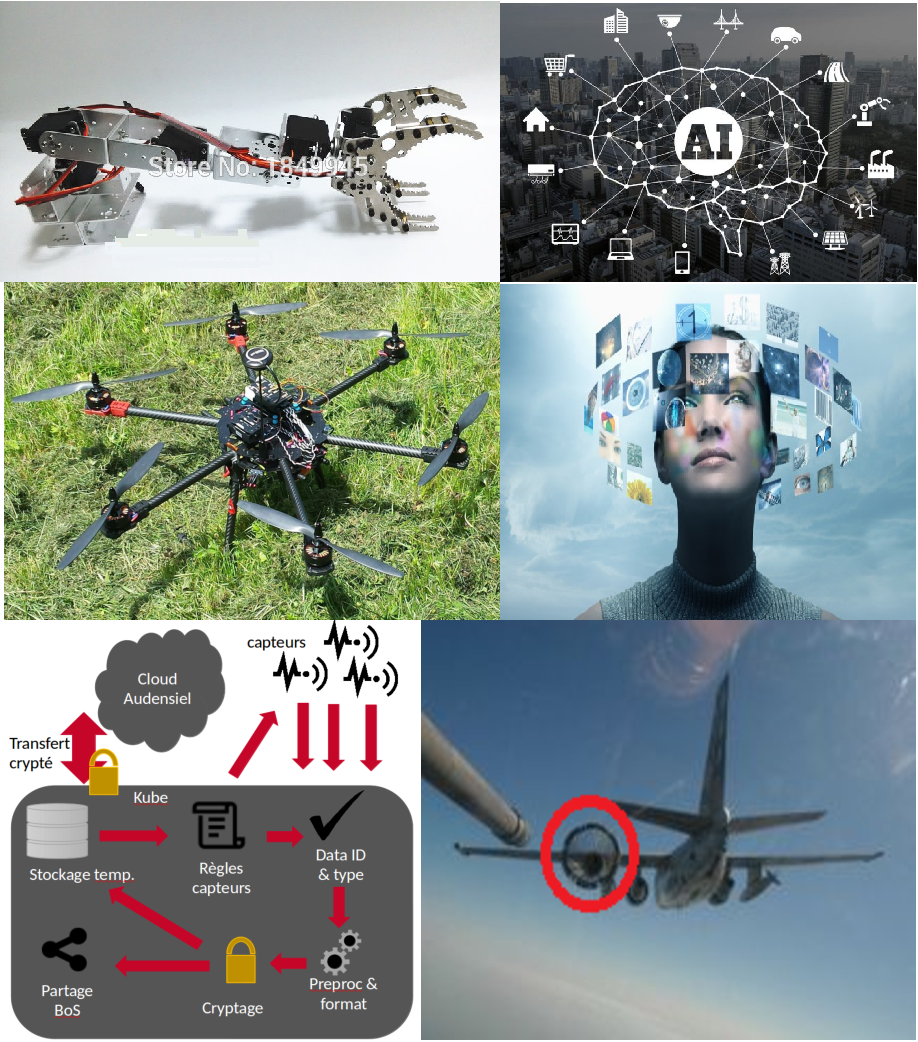 Store No: 1849945
AI
1
Cloud
Audensiel
capteurs
Transfert
crypté
Kube
Stockage temp.
Règles
capteurs
Data ID
& type
Partage
BoS
Cryptage
Preproc &
format